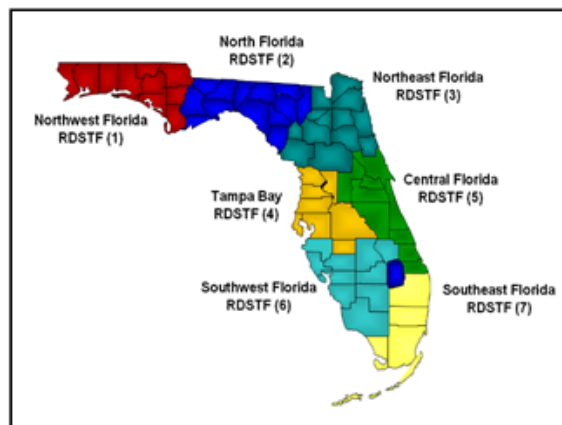 North Florida
RDSTF (2)
Northeast Florida
RDSTF (3)
Northwest Florida
RDSTF (1)
Central Florida
RDSTF (5)
Tampa Bay
RDSTF (4)
Southwest Florida
RDSTF (6)
Southeast Florida
RDSTF (7)